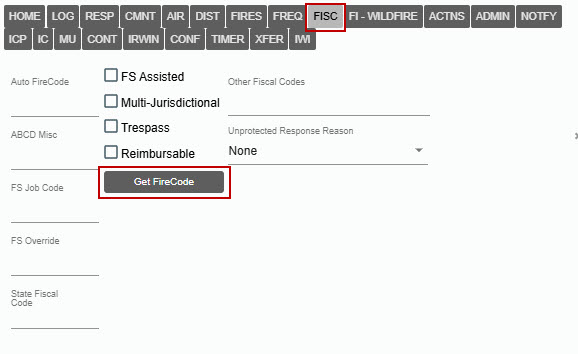 HOME LOG RESP CMNT AIR DIST FIRES FREQ FISC FI - WILDFIRE ACTNS ADMIN NOTFY
ICP IC MU CONT IRWIN CONF TIMER XFER IWI
Auto FireCode
FS Assisted
Other Fiscal Codes
Multi-Jurisdictional
ABCD Misc
Trespass
Unprotected Response Reason
Reimbursable
None
FS Job Code
Get FireCode
FS Override
State Fiscal
Code